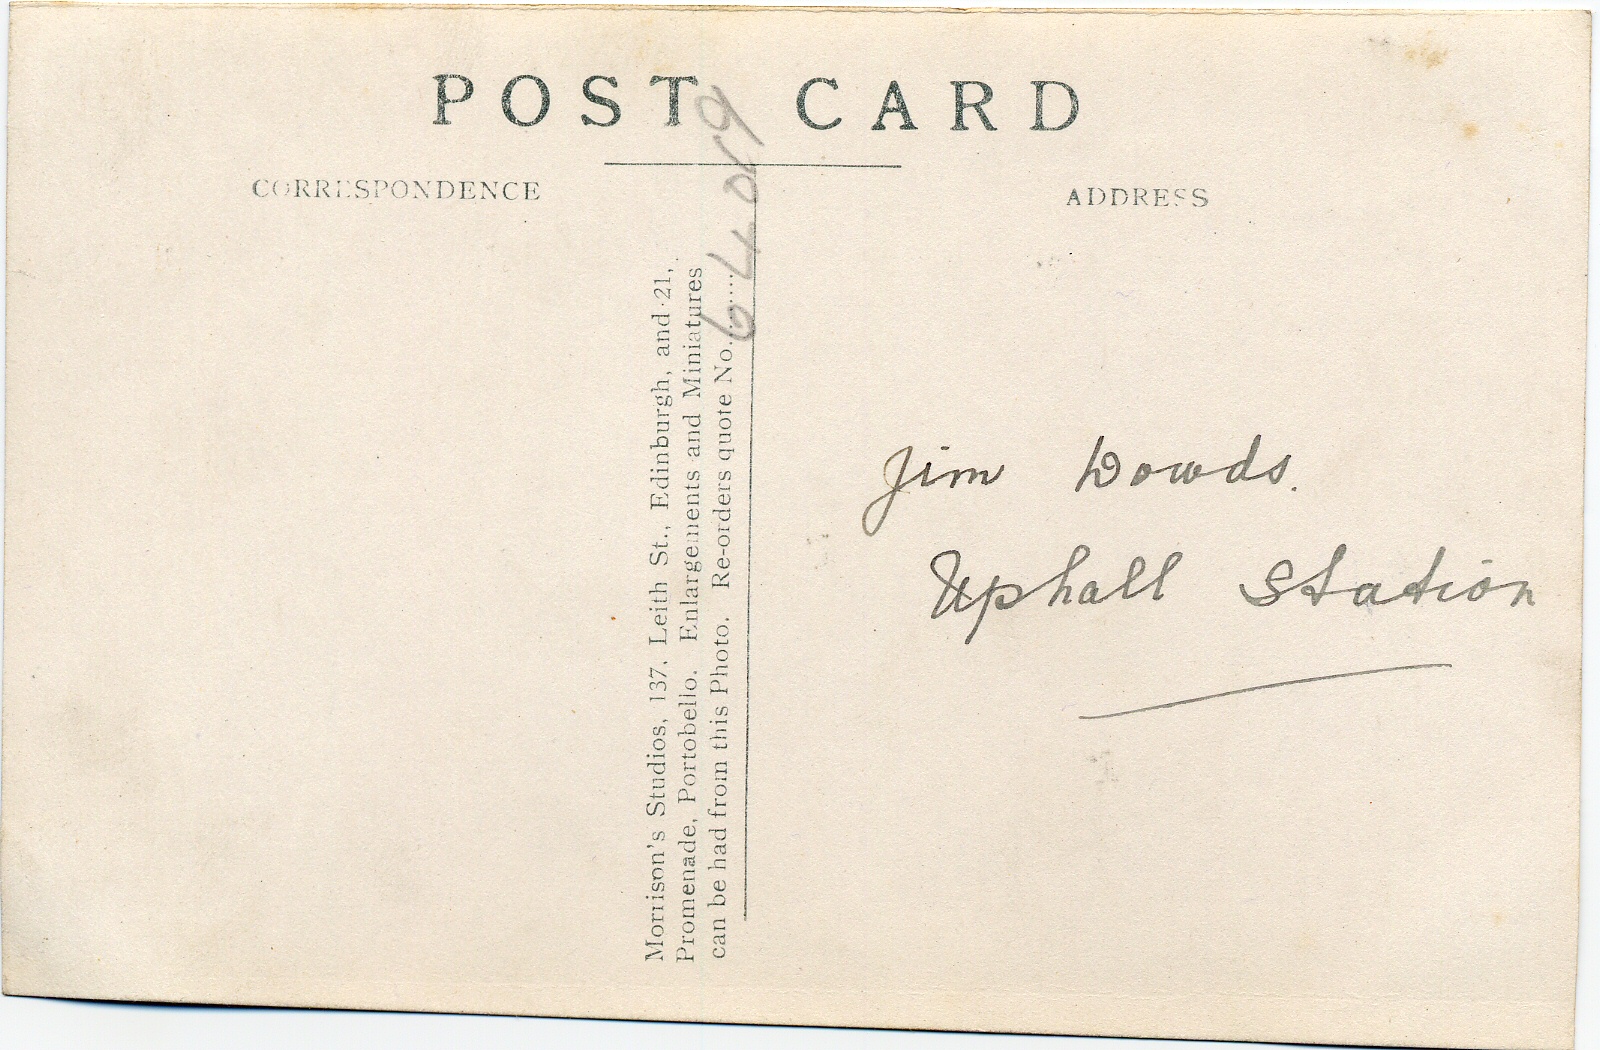 POST CARD
CORRESPONDENCE
ADDRESS
Morrison's Studios, 137, Leith St., Edinburgh, and 21,
Promenade, Portobello. Enlargements and Miniatures
can be had from this Photo. Re-orders quote No.
Jim Dowds.
Uphall Station